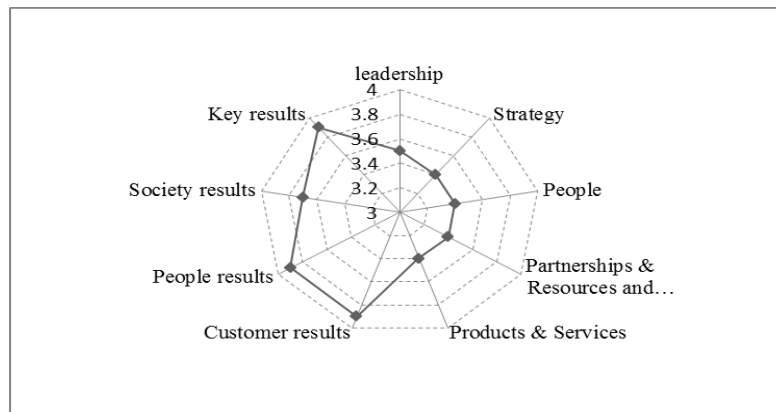 leadership
4
3.8
3.6
3.4
3.2
3
Strategy
People
Partnerships &
Resources and…
Products & Services
Customer results
People results
Society results
Key results